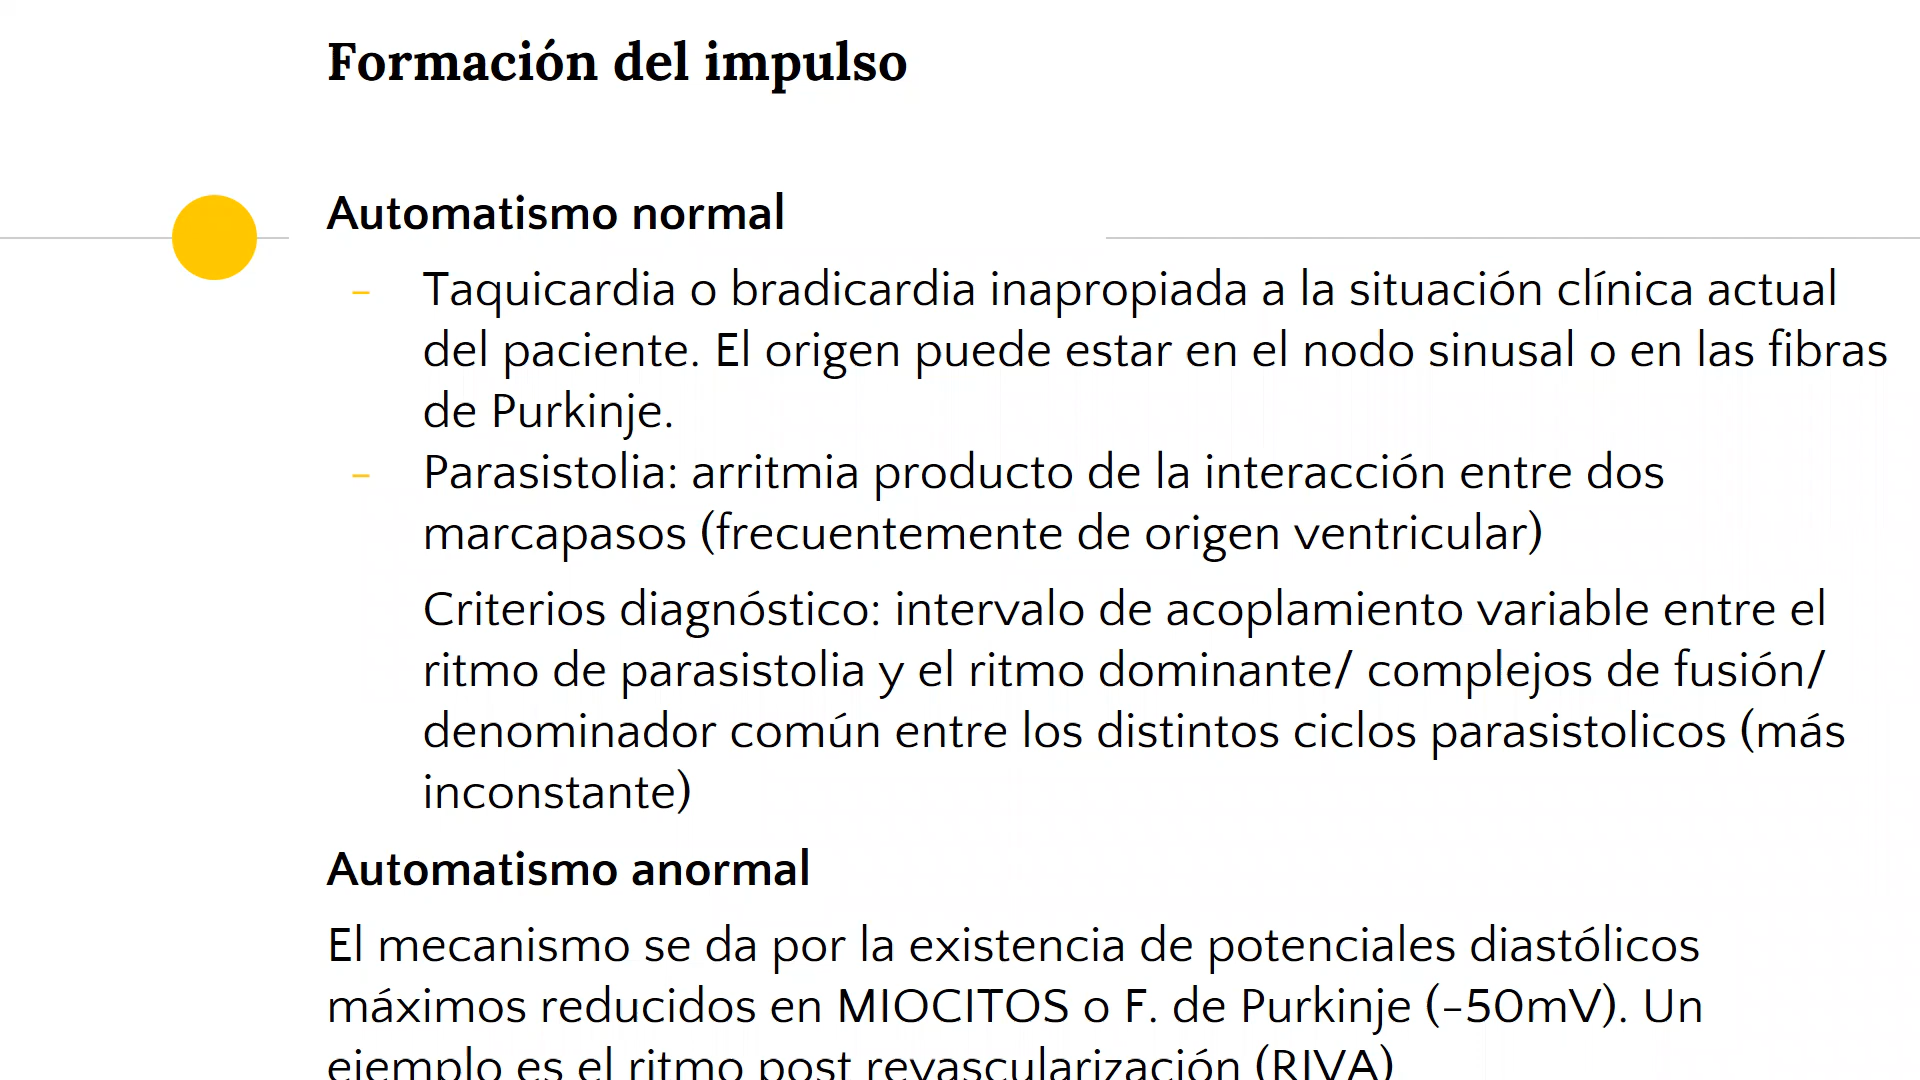 Formación del impulso
Automatismo normal
- Taquicardia o bradicardia inapropiada a la situación clínica actual
del paciente. El origen puede estar en el nodo sinusal o en las fibras
de Purkinje.
- Parasistolia: arritmia producto de la interacción entre dos
marcapasos (frecuentemente de origen ventricular)
Criterios diagnóstico: intervalo de acoplamiento variable entre el
ritmo de parasistolia y el ritmo dominante/ complejos de fusión/
denominador común entre los distintos ciclos parasistolicos (más
inconstante)
Automatismo anormal
El mecanismo se da por la existencia de potenciales diastólicos
máximos reducidos en MIOCITOS o F. de Purkinje (-50mV). Un
ejemplo es el ritmo post revascularización (RIVA)